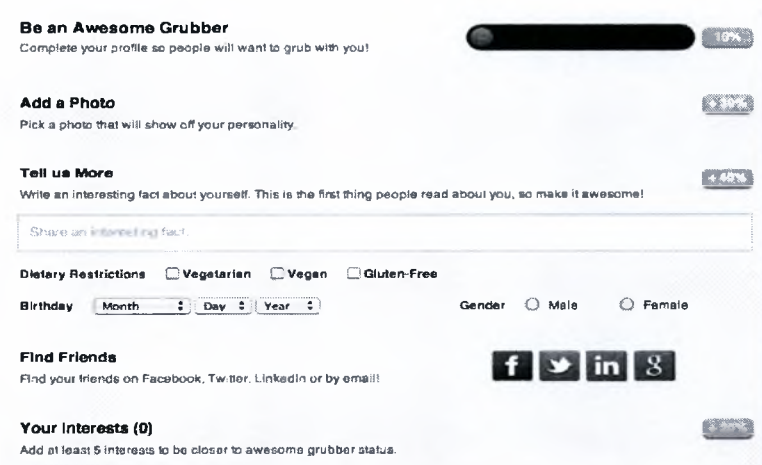 Be an Awesome Grubber
Complete your profile so people will want to grub with you!
10%
Add a Photo
Pick a photo that will show off your personality.
Tell us More
+ 40%
Write an interesting fact about yourself. This is the first thing people read about you, so make it awesome!
Share an interesting fact.
Dietary Restrictions Vegetarian Vegan Gluten-Free
Birthday Month Day Year Gender Male Female
Find Friends
f in g
Find your friends on Facebook, Twitter, LinkedIn or by email!
Your Interests (0)
Add at least 5 interests to be closer to awesome grubber status.